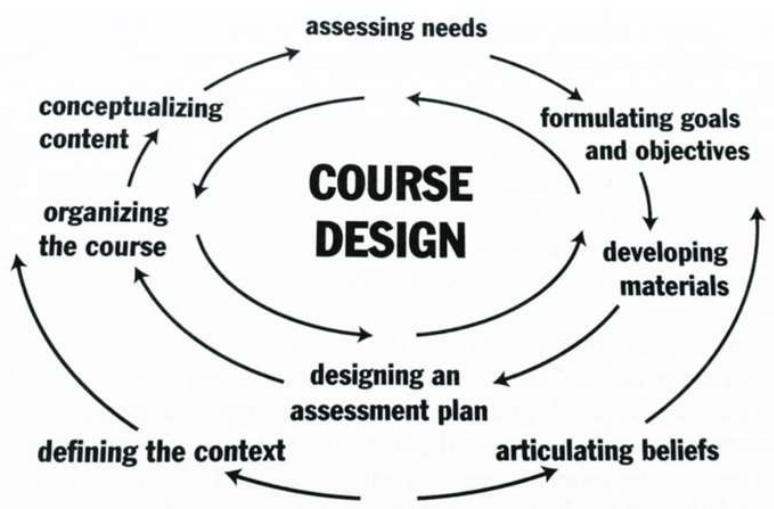 assessing needs
conceptualizing
content
formulating goals
and objectives
COURSE
DESIGN
organizing
the course
developing
materials
designing an
assessment plan
defining the context
articulating beliefs